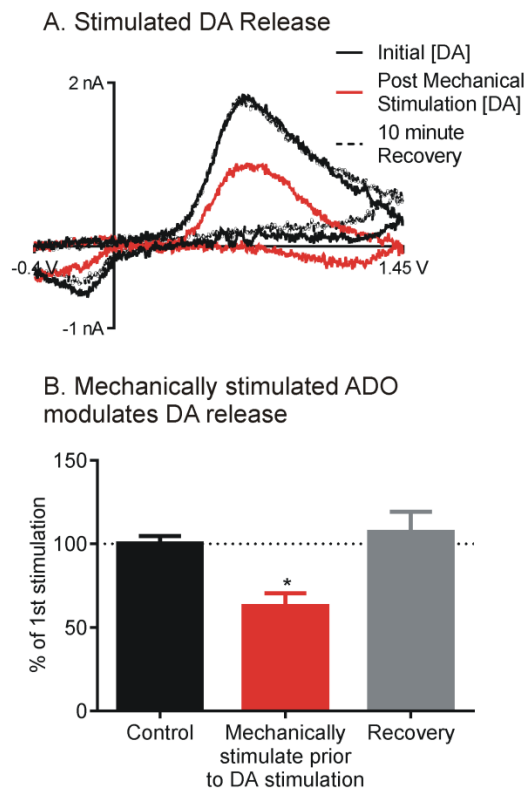 A. Stimulated DA Release
2 nA
Initial [DA]
Post Mechanical
Stimulation [DA]
10 minute
Recovery
-0.4 V
1.45 V
-1 nA
B. Mechanically stimulated ADO
modulates DA release
% of 1st stimulation
150
100
50
0
*
Control
Mechanically
stimulate prior
to DA stimulation
Recovery